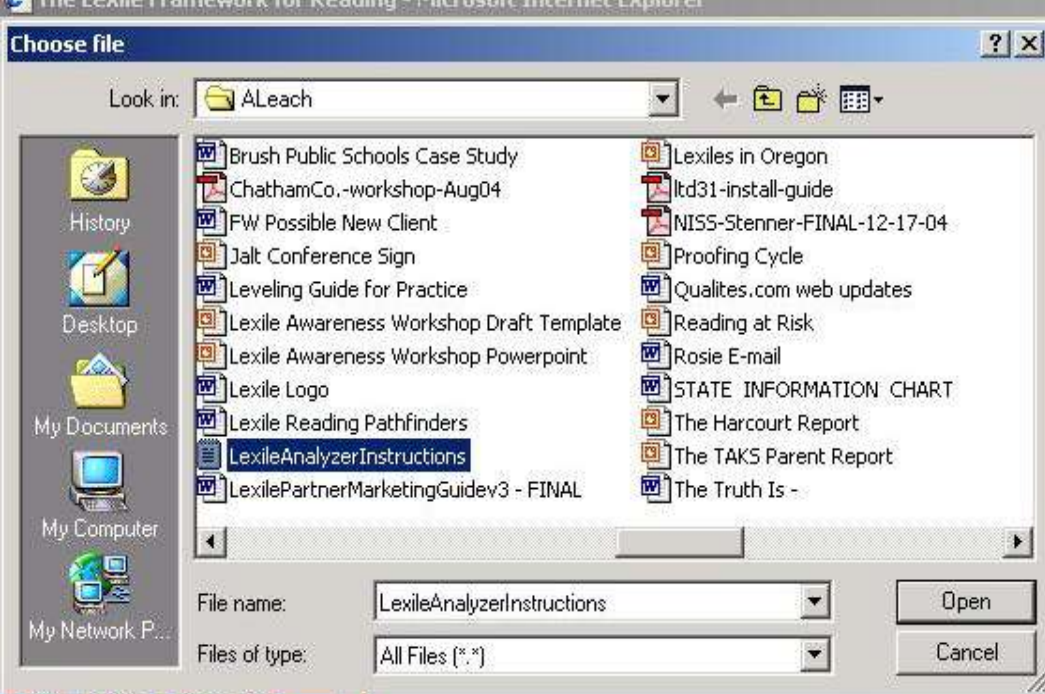 The Lexile Framework for Reading - Microsoft Internet Explorer
Choose file
Look in: ALeach
History
Desktop
My Documents
My Computer
My Network P...
Brush Public Schools Case Study
ChathamCo.-workshop-Aug04
FW Possible New Client
Jalt Conference Sign
Leveling Guide for Practice
Lexile Awareness Workshop Draft Template
Lexile Awareness Workshop Powerpoint
Lexile Logo
Lexile Reading Pathfinders
LexileAnalyzerInstructions
LexilePartnerMarketingGuidev3 - FINAL
Lexiles in Oregon
ltd31-install-guide
NISS-Stenner-FINAL-12-17-04
Proofing Cycle
Qualites.com web updates
Reading at Risk
Rosie E-mail
STATE INFORMATION CHART
The Harcourt Report
The TAKS Parent Report
The Truth Is -
File name: LexileAnalyzerInstructions Open
Files of type: All Files (*.*) Cancel